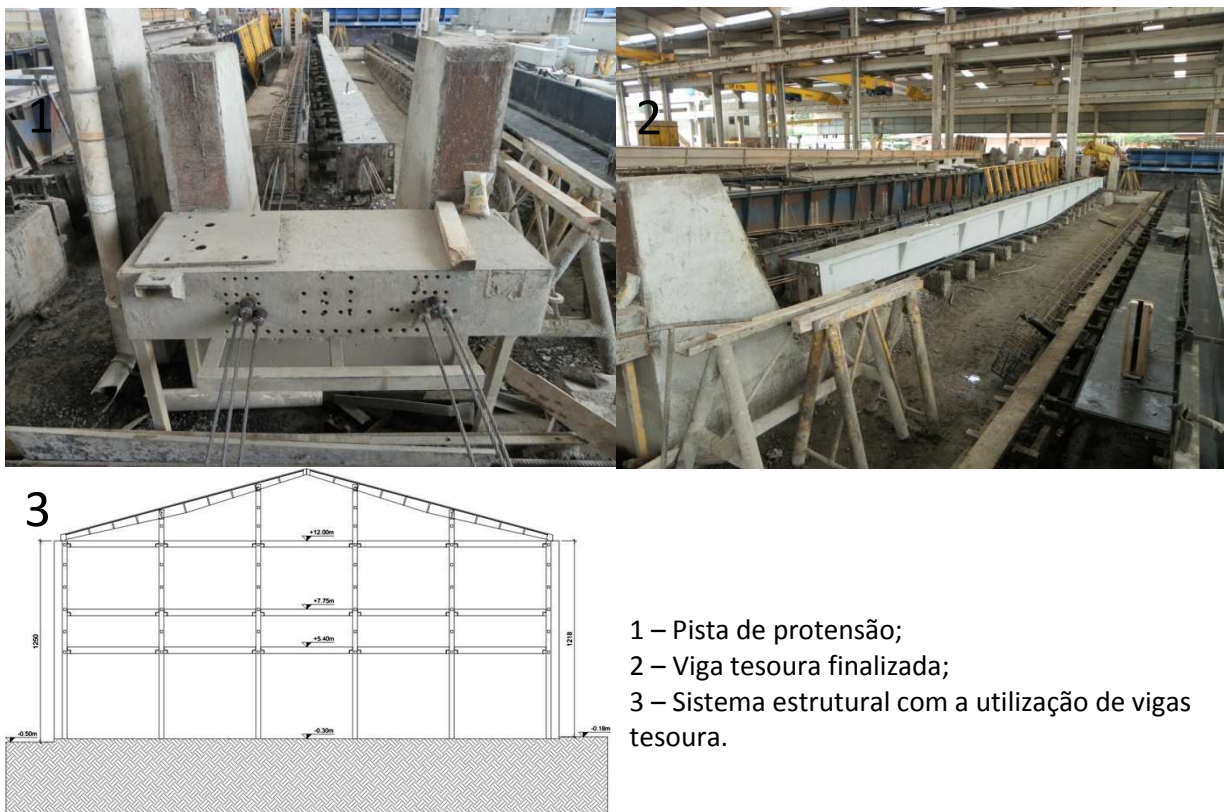 1
2
3
+12.00m
+7.75m
+5.40m
1250
1218
-0.50m
-0.30m
-0.18m
1 – Pista de protensão;
2 – Viga tesoura finalizada;
3 – Sistema estrutural com a utilização de vigas
tesoura.